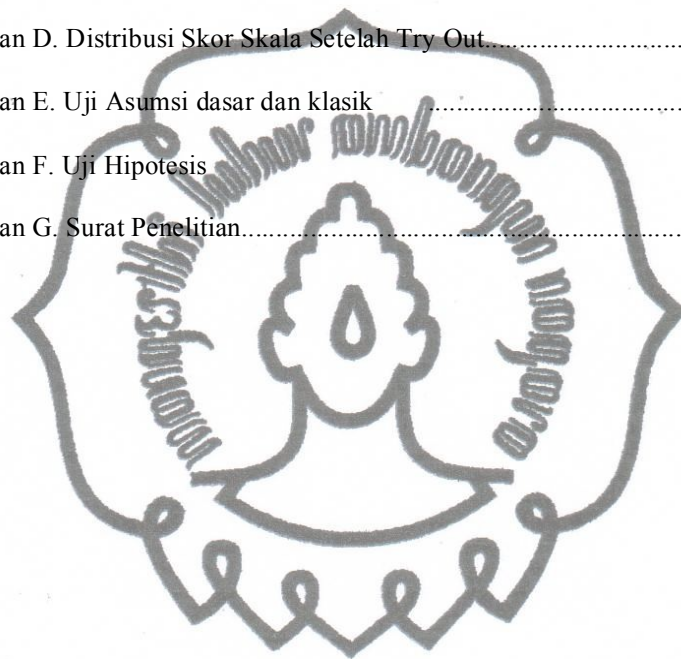 an D. Distribusi Skor Skala Setelah Try Out............................
an E. Uji Asumsi dasar dan klasik ....................................
an F. Uji Hipotesis
an G. Surat Penelitian..................................................................